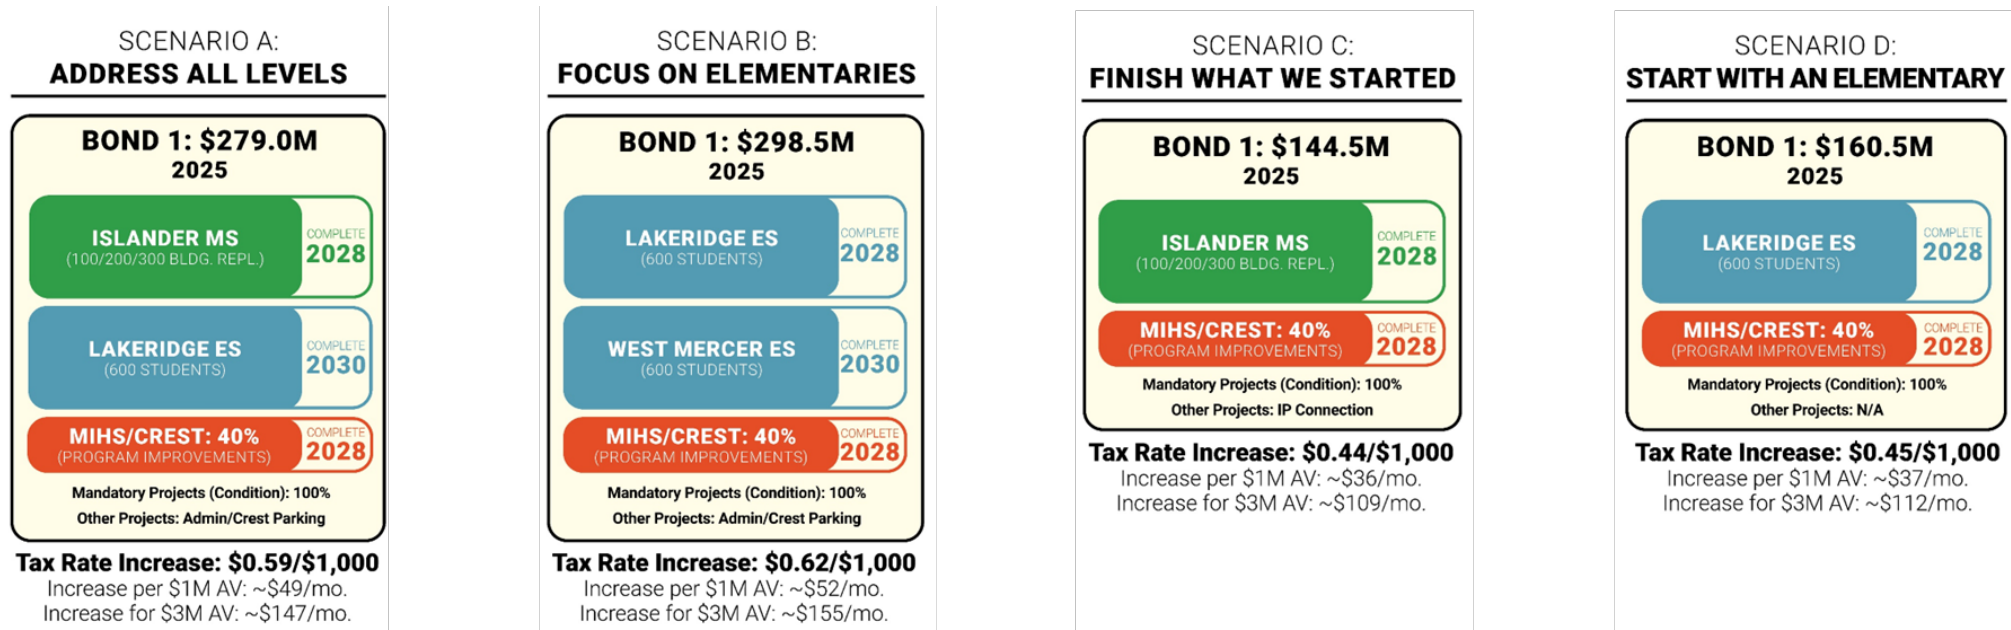 SCENARIO A:
ADDRESS ALL LEVELS
BOND 1: $279.0M
2025
ISLANDER MS
(100/200/300 BLDG. REPL.)
COMPLETE
2028
LAKERIDGE ES
(600 STUDENTS)
COMPLETE
2030
MIHS/CREST: 40%
(PROGRAM IMPROVEMENTS)
COMPLETE
2028
Mandatory Projects (Condition): 100%
Other Projects: Admin/Crest Parking
Tax Rate Increase: $0.59/$1,000
Increase per $1M AV: ~$49/mo.
Increase for $3M AV: ~$147/mo.
SCENARIO B:
FOCUS ON ELEMENTARIES
BOND 1: $298.5M
2025
LAKERIDGE ES
(600 STUDENTS)
COMPLETE
2028
WEST MERCER ES
(600 STUDENTS)
COMPLETE
2030
MIHS/CREST: 40%
(PROGRAM IMPROVEMENTS)
COMPLETE
2028
Mandatory Projects (Condition): 100%
Other Projects: Admin/Crest Parking
Tax Rate Increase: $0.62/$1,000
Increase per $1M AV: ~$52/mo.
Increase for $3M AV: ~$155/mo.
SCENARIO C:
FINISH WHAT WE STARTED
BOND 1: $144.5M
2025
ISLANDER MS
(100/200/300 BLDG. REPL.)
COMPLETE
2028
MIHS/CREST: 40%
(PROGRAM IMPROVEMENTS)
COMPLETE
2028
Mandatory Projects (Condition): 100%
Other Projects: IP Connection
Tax Rate Increase: $0.44/$1,000
Increase per $1M AV: ~$36/mo.
Increase for $3M AV: ~$109/mo.
SCENARIO D:
START WITH AN ELEMENTARY
BOND 1: $160.5M
2025
LAKERIDGE ES
(600 STUDENTS)
COMPLETE
2028
MIHS/CREST: 40%
(PROGRAM IMPROVEMENTS)
COMPLETE
2028
Mandatory Projects (Condition): 100%
Other Projects: N/A
Tax Rate Increase: $0.45/$1,000
Increase per $1M AV: ~$37/mo.
Increase for $3M AV: ~$112/mo.